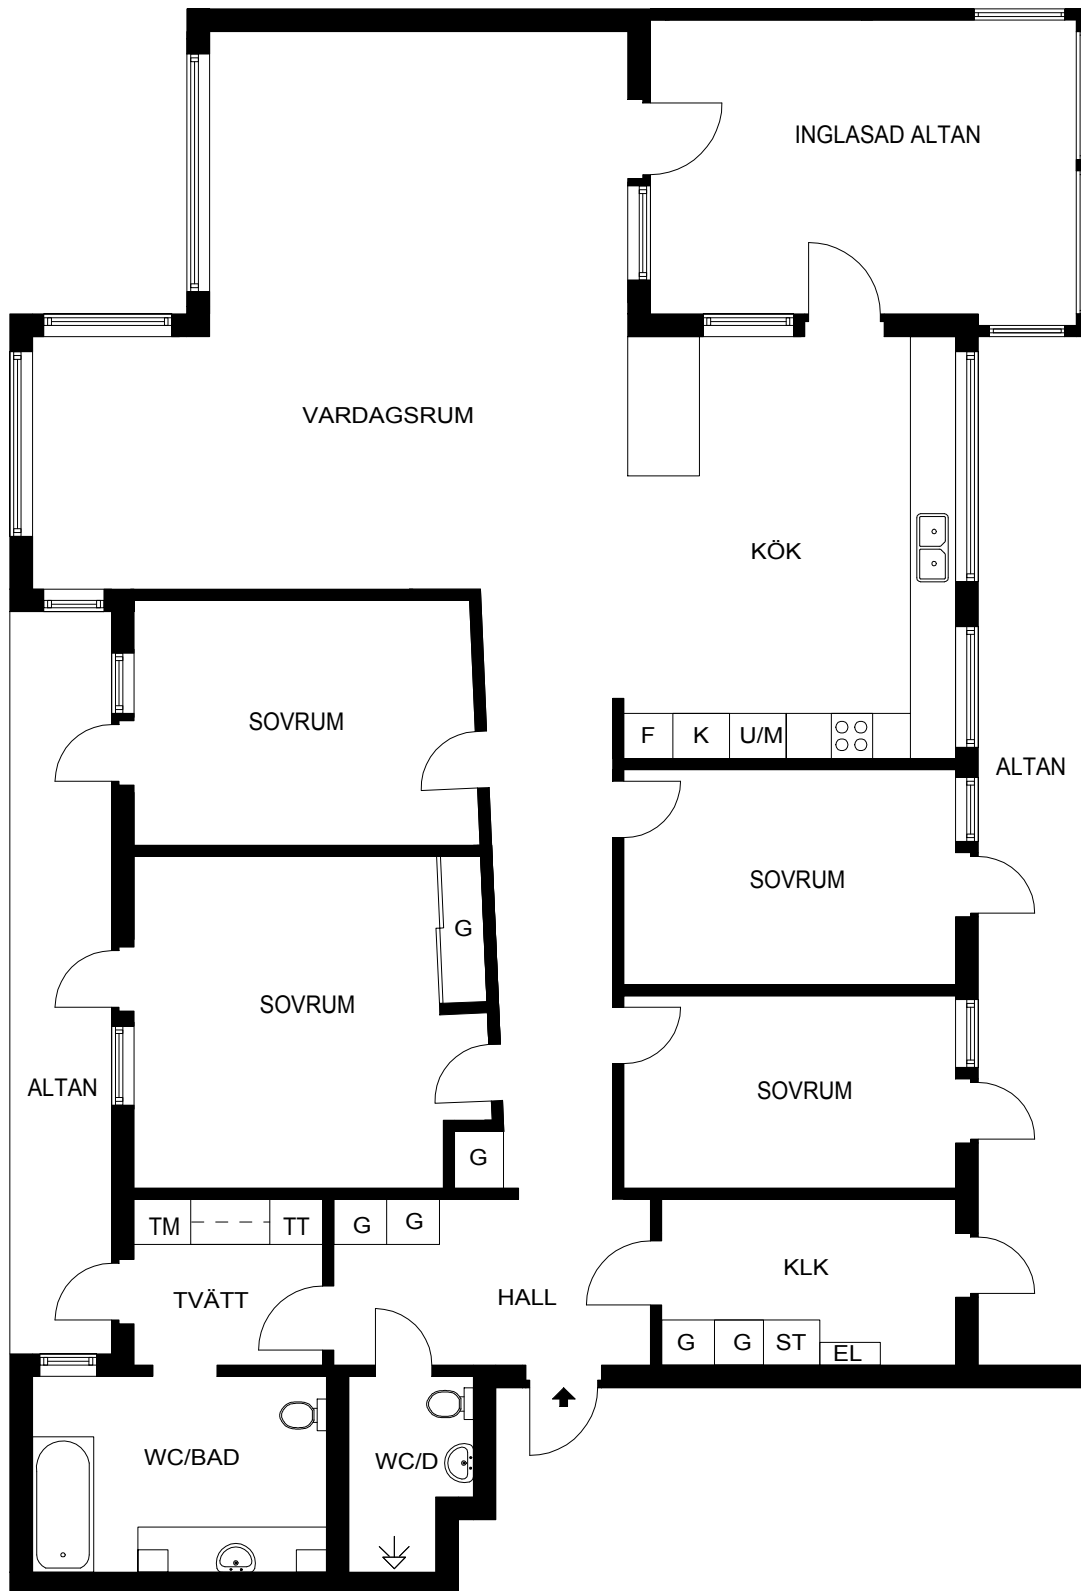 INGLASAD ALTAN
VARDAGSRUM
KÖK
SOVRUM
F
K
U/M
ALTAN
SOVRUM
G
SOVRUM
ALTAN
SOVRUM
G
TM
TT
G
G
KLK
TVÄTT
HALL
G
G
ST
EL
WC/BAD
WC/D